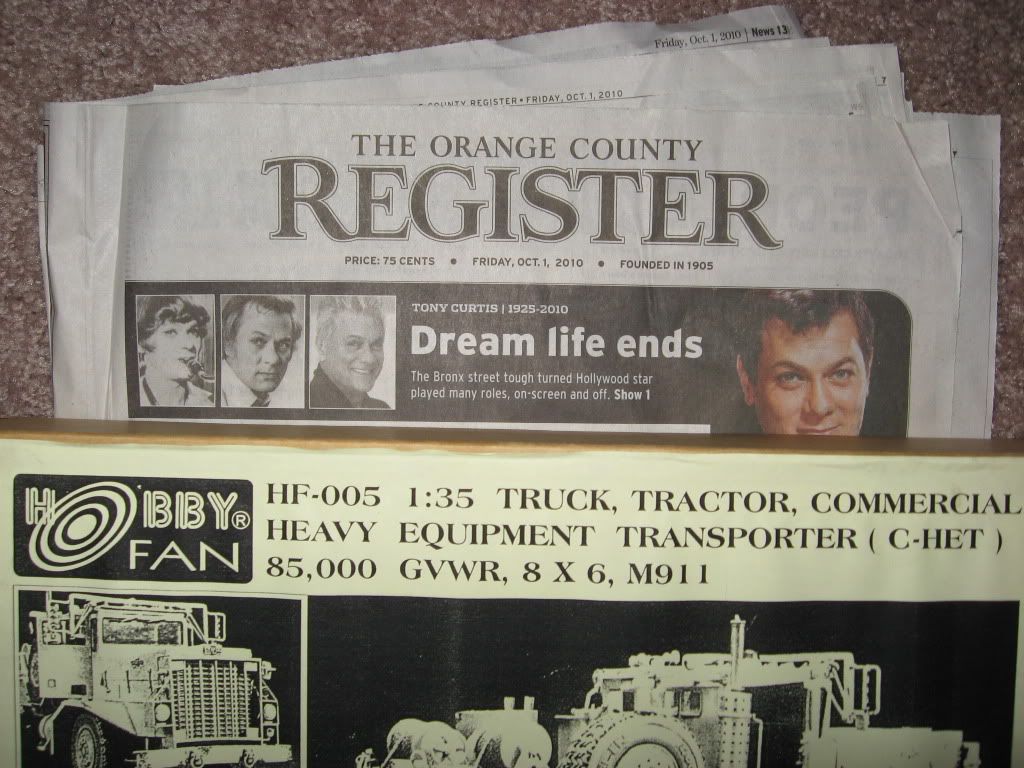 Friday, Oct. 1, 2010 | News 13
7
COUNTY REGISTER • FRIDAY, OCT. 1, 2010
THE ORANGE COUNTY
REGISTER
PRICE: 75 CENTS • FRIDAY, OCT. 1, 2010 • FOUNDED IN 1905
TONY CURTIS | 1925-2010
Dream life ends
The Bronx street tough turned Hollywood star
played many roles, on-screen and off. Show 1
HOBBY®
FAN
HF-005 1:35 TRUCK, TRACTOR, COMMERCIAL
HEAVY EQUIPMENT TRANSPORTER ( C-HET )
85,000 GVWR, 8 X 6, M911